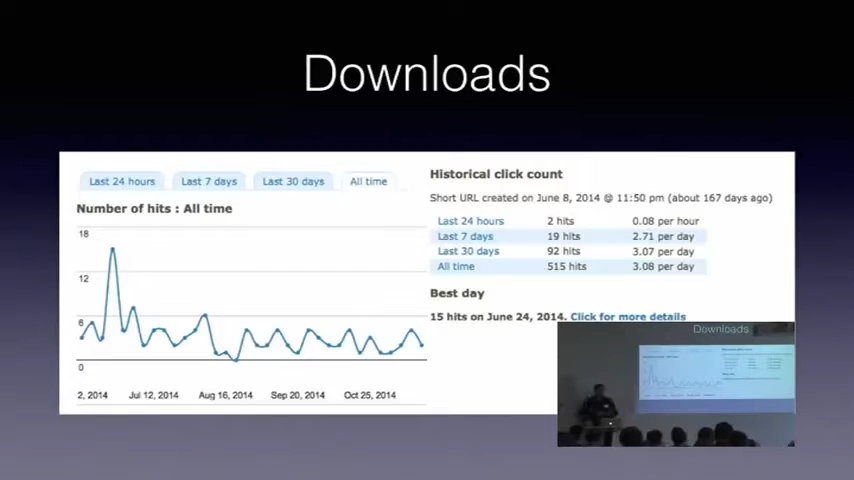 Downloads
Last 24 hours Last 7 days Last 30 days All time
Number of hits : All time
18
12
6
0
2, 2014 Jul 12, 2014 Aug 16, 2014 Sep 20, 2014 Oct 25, 2014
Historical click count
Short URL created on June 8, 2014 @ 11:50 pm (about 167 days ago)
Last 24 hours 2 hits 0.08 per hour
Last 7 days 19 hits 2.71 per day
Last 30 days 92 hits 3.07 per day
All time 515 hits 3.08 per day
Best day
15 hits on June 24, 2014. Click for more details
Downloads